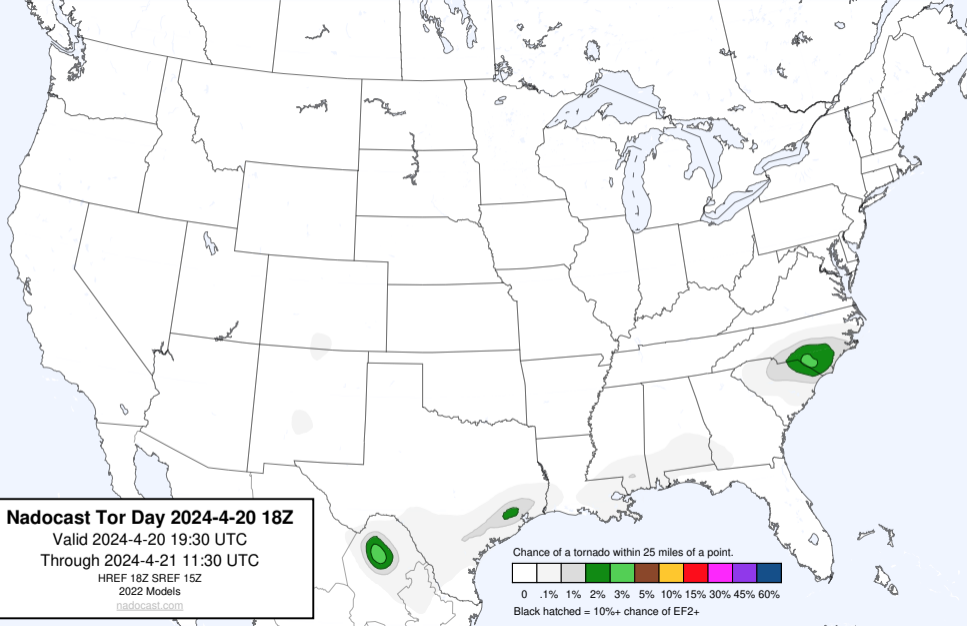 Nadocast Tor Day 2024-4-20 18Z
Valid 2024-4-20 19:30 UTC
Through 2024-4-21 11:30 UTC
HREF 18Z SREF 15Z
2022 Models
nadocast.com
Chance of a tornado within 25 miles of a point.
0 .1% 1% 2% 3% 5% 10% 15% 30% 45% 60%
Black hatched = 10%+ chance of EF2+